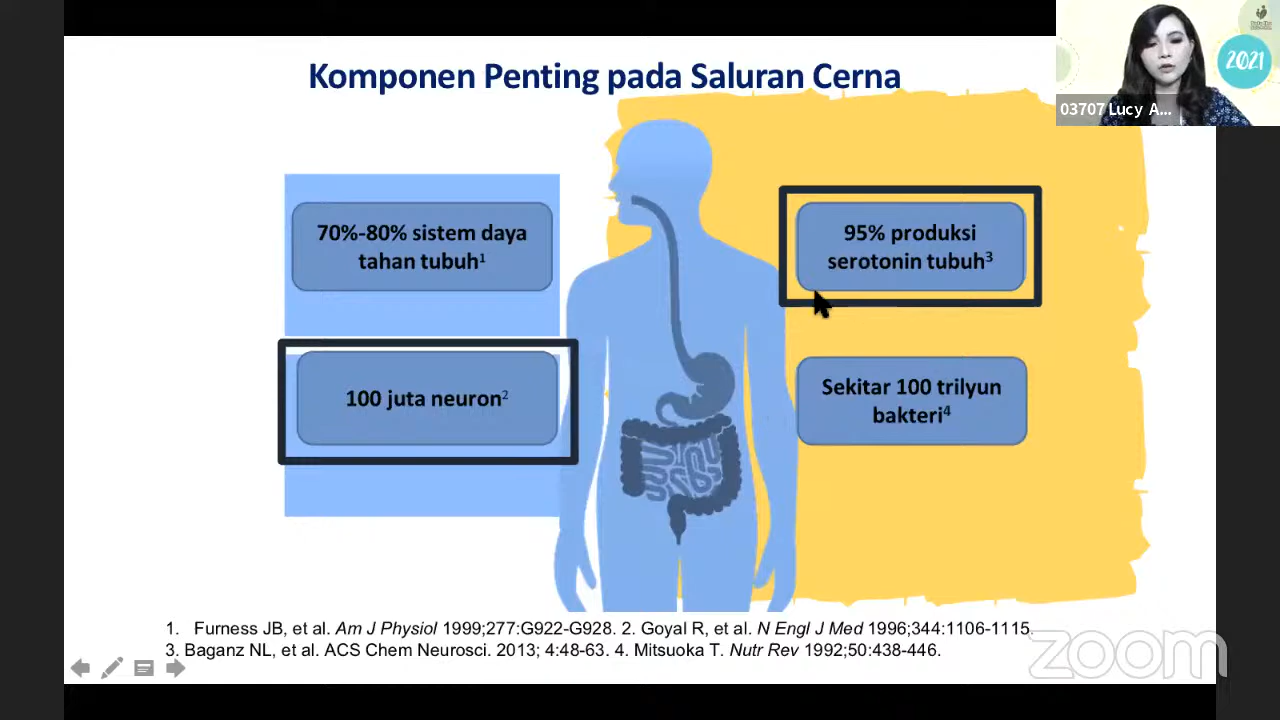 Komponen Penting pada Saluran Cerna
2021
03707 Lucy A...
70%-80% sistem daya
tahan tubuh¹
95% produksi
serotonin tubuh³
100 juta neuron²
Sekitar 100 trilyun
bakteri⁴
1. Furness JB, et al. Am J Physiol 1999;277:G922-G928. 2. Goyal R, et al. N Engl J Med 1996;344:1106-1115.
3 Baganz NL, et al. ACS Chem Neurosci. 2013; 4:48-63. 4. Mitsuoka T. Nutr Rev 1992;50:438-446.
zoom